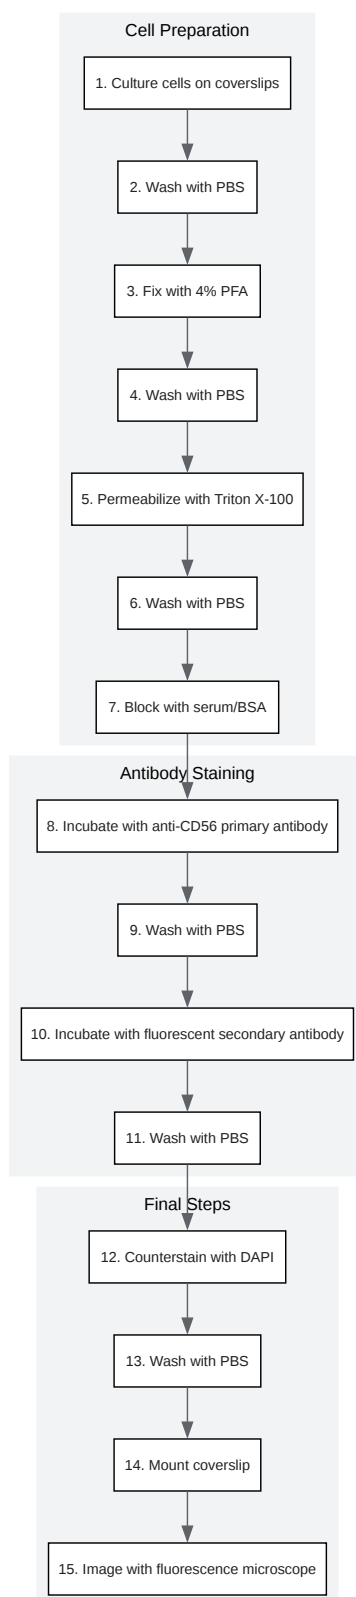 Cell Preparation
1. Culture cells on coverslips
2. Wash with PBS
3. Fix with 4% PFA
4. Wash with PBS
5. Permeabilize with Triton X-100
6. Wash with PBS
7. Block with serum/BSA
Antibody Staining
8. Incubate with anti-CD56 primary antibody
9. Wash with PBS
10. Incubate with fluorescent secondary antibody
11. Wash with PBS
Final Steps
12. Counterstain with DAPI
13. Wash with PBS
14. Mount coverslip
15. Image with fluorescence microscope